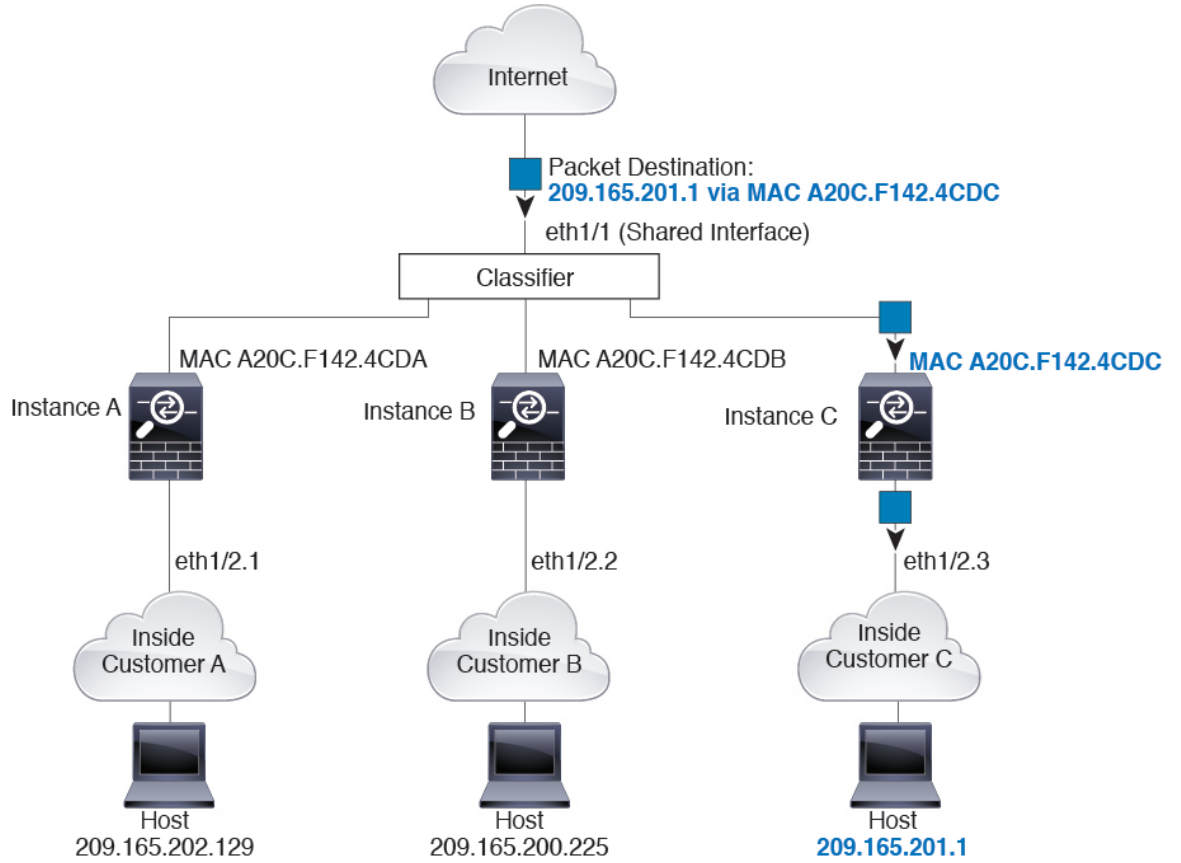 Internet
Packet Destination:
209.165.201.1 via MAC A20C.F142.4CDC
eth1/1 (Shared Interface)
Classifier
MAC A20C.F142.4CDA
MAC A20C.F142.4CDB
MAC A20C.F142.4CDC
Instance A
Instance B
Instance C
eth1/2.1
eth1/2.2
eth1/2.3
Inside
Customer A
Inside
Customer B
Inside
Customer C
Host
209.165.202.129
Host
209.165.200.225
Host
209.165.201.1